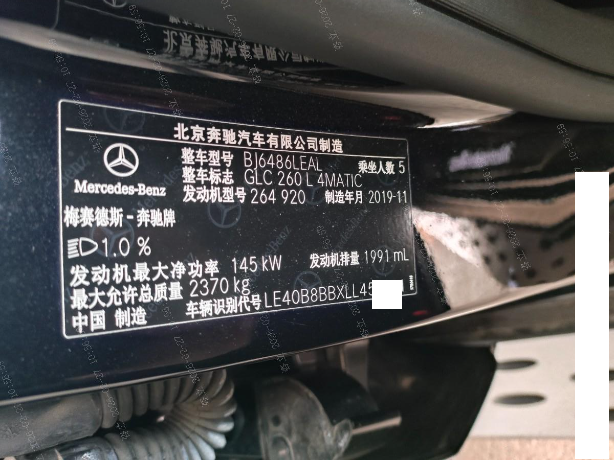 北京奔驰汽车有限公司制造
整车型号 BJ6486LEAL 乘坐人数 5
整车标志 GLC 260 L 4MATIC
发动机型号 264 920 制造年月 2019-11
Mercedes-Benz
梅赛德斯-奔驰牌
1.0 %
发动机最大净功率 145 kW 发动机排量 1991 mL
最大允许总质量 2370 kg
车辆识别代号 LE40B8BBXLL45
中国 制造